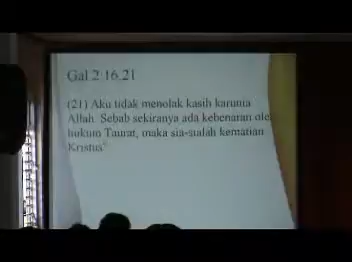 Gal 2:16,21
(21) Aku tidak menolak kasih karunia
Allah. Sebab sekiranya ada kebenaran ole
hukum Taurat, maka sia-sialah kematian
Kristus"